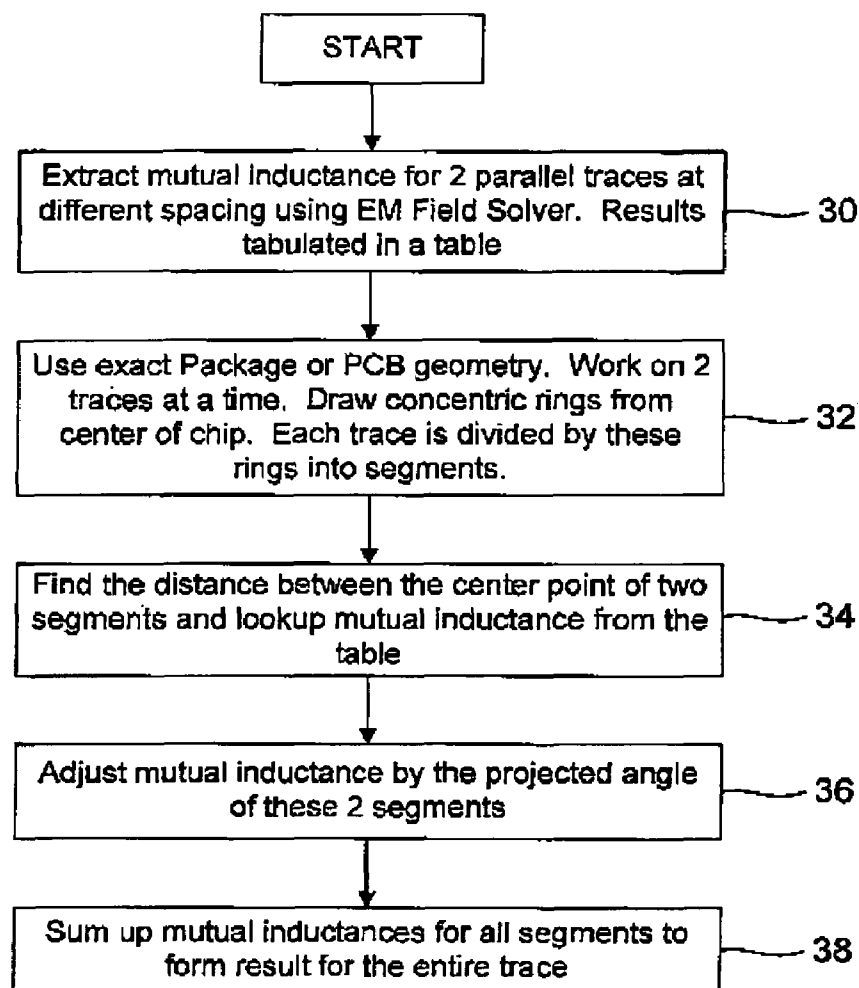 START
Extract mutual inductance for 2 parallel traces at
different spacing using EM Field Solver. Results
tabulated in a table
30
Use exact Package or PCB geometry. Work on 2
traces at a time. Draw concentric rings from
center of chip. Each trace is divided by these
rings into segments.
32
Find the distance between the center point of two
segments and lookup mutual inductance from the
table
34
Adjust mutual inductance by the projected angle
of these 2 segments
36
Sum up mutual inductances for all segments to
form result for the entire trace
38